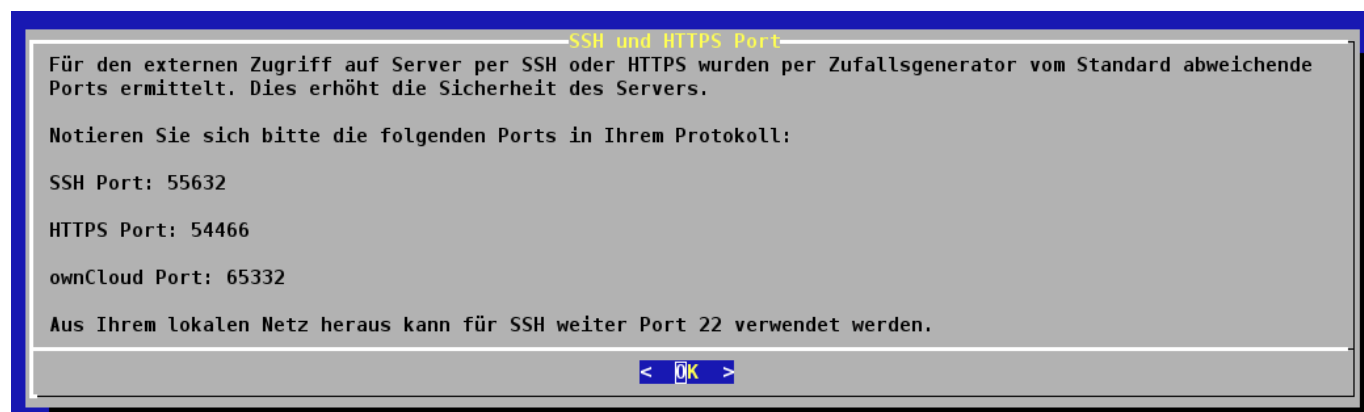 SSH und HTTPS Port
Für den externen Zugriff auf Server per SSH oder HTTPS wurden per Zufallsgenerator vom Standard abweichende
Ports ermittelt. Dies erhöht die Sicherheit des Servers.
Notieren Sie sich bitte die folgenden Ports in Ihrem Protokoll:
SSH Port: 55632
HTTPS Port: 54466
ownCloud Port: 65332
Aus Ihrem lokalen Netz heraus kann für SSH weiter Port 22 verwendet werden.
< OK >